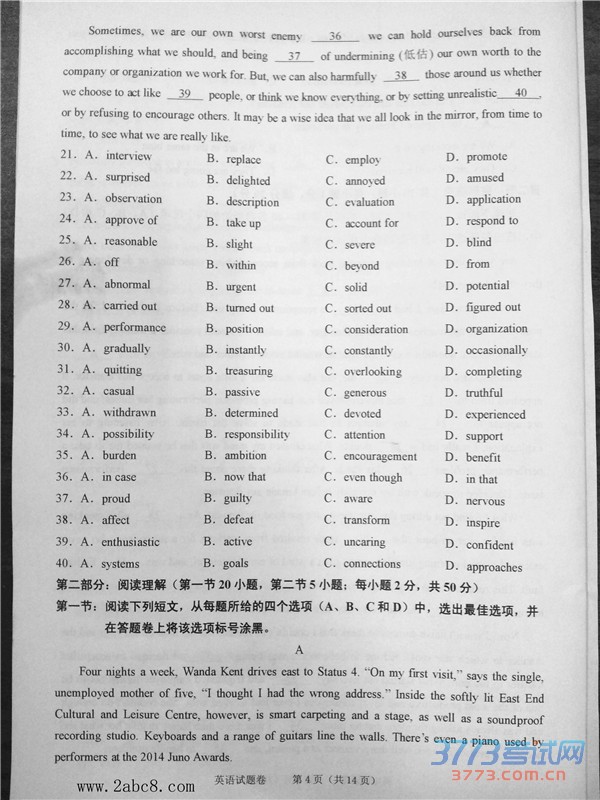 Sometimes, we are our own worst enemy 36 we can hold ourselves back from
accomplishing what we should, and being 37 of undermining (低估) our own worth to the
company or organization we work for. But, we can also harmfully 38 those around us whether
we choose to act like 39 people, or think we know everything, or by setting unrealistic 40 ,
or by refusing to encourage others. It may be a wise idea that we all look in the mirror, from time to
time, to see what we are really like.
21. A. interview B. replace C. employ D. promote
22. A. surprised B. delighted C. annoyed D. amused
23. A. observation B. description C. evaluation D. application
24. A. approve of B. take up C. account for D. respond to
25. A. reasonable B. slight C. severe D. blind
26. A. off B. within C. beyond D. from
27. A. abnormal B. urgent C. solid D. potential
28. A. carried out B. turned out C. sorted out D. figured out
29. A. performance B. position C. consideration D. organization
30. A. gradually B. instantly C. constantly D. occasionally
31. A. quitting B. treasuring C. overlooking D. completing
32. A. casual B. passive C. generous D. truthful
33. A. withdrawn B. determined C. devoted D. experienced
34. A. possibility B. responsibility C. attention D. support
35. A. burden B. ambition C. encouragement D. benefit
36. A. in case B. now that C. even though D. in that
37. A. proud B. guilty C. aware D. nervous
38. A. affect B. defeat C. transform D. inspire
39. A. enthusiastic B. active C. uncaring D. confident
40. A. systems B. goals C. connections D. approaches
第二部分：阅读理解（第一节 20 小题，第二节 5 小题；每小题 2 分，共 50 分）
第一节：阅读下列短文，从每题所给的四个选项（A、B、C 和 D）中，选出最佳选项，并
在答题卷上将该选项标号涂黑。
A
Four nights a week, Wanda Kent drives east to Status 4. “On my first visit,” says the single,
unemployed mother of five, “I thought I had the wrong address.” Inside the softly lit East End
Cultural and Leisure Centre, however, is smart carpeting and a stage, as well as a soundproof
recording studio. Keyboards and a range of guitars line the walls. There’s even a piano used by
performers at the 2014 Juno Awards.
英语试题卷 第 4 页（共 14 页）
www.2abc8.com
3773考试网
3773.com.cn